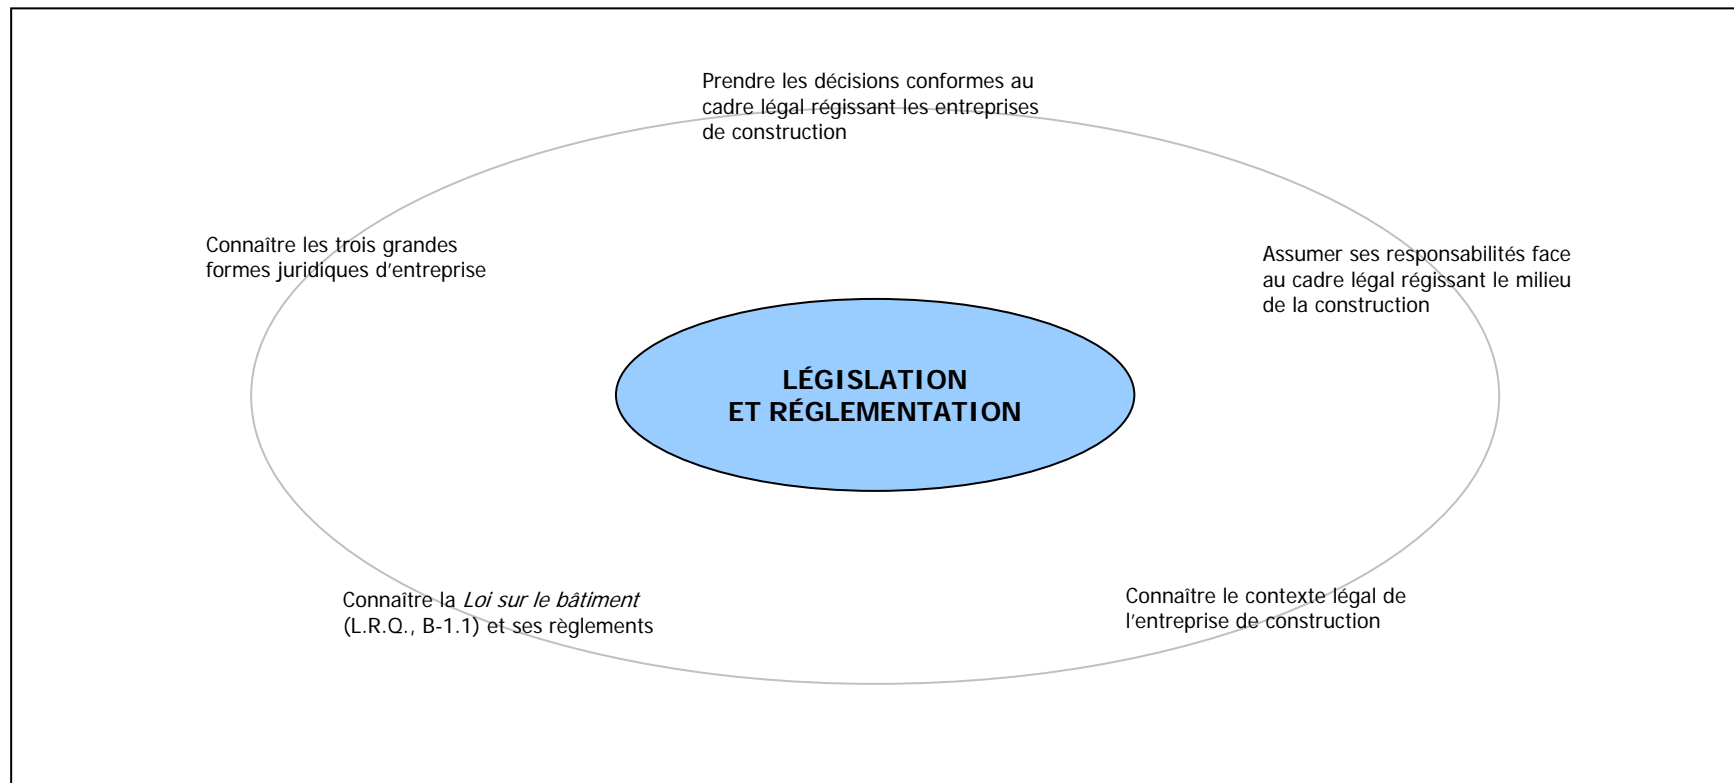 Prendre les décisions conformes au
cadre légal régissant les entreprises
de construction
Connaître les trois grandes
formes juridiques d'entreprise
Assumer ses responsabilités face
au cadre légal régissant le milieu
de la construction
LÉGISLATION
ET RÉGLEMENTATION
Connaître la Loi sur le bâtiment
(L.R.Q., B-1.1) et ses règlements
Connaître le contexte légal de
l'entreprise de construction